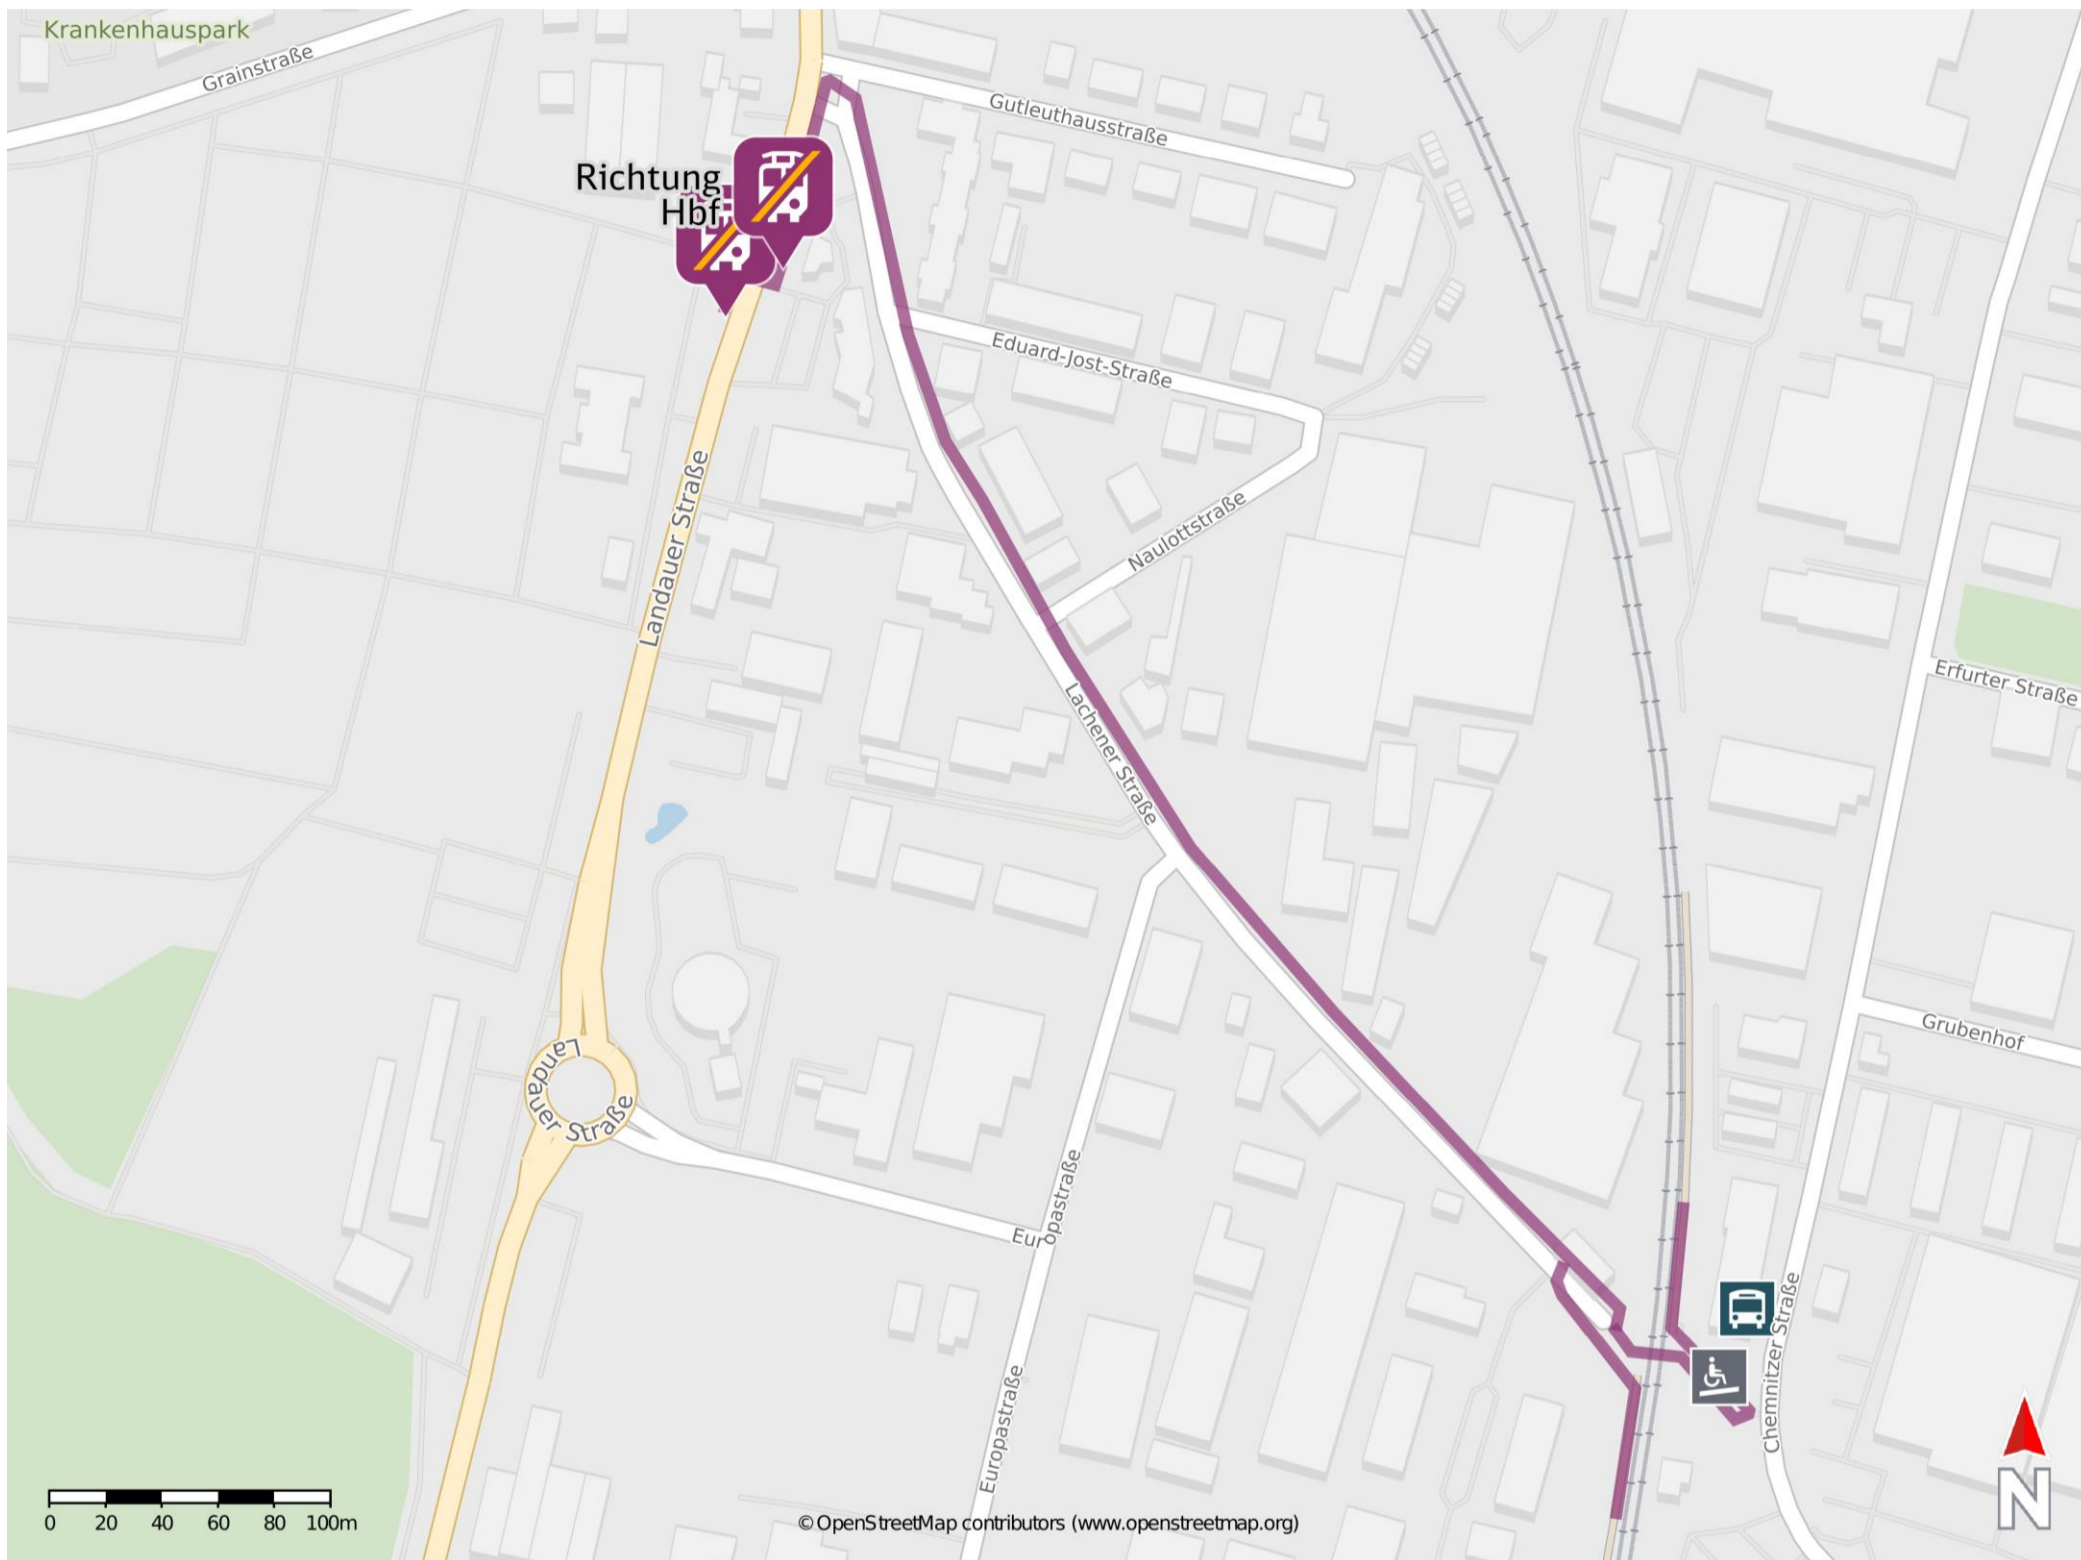 Krankenhauspark
Grainstraße
Gutleuthausstraße
Richtung
Hbf
Eduard-Jost-Straße
Landauer Straße
Naulottstraße
Lachener Straße
Erfurter Straße
Grubenhof
Landauer Straße
Europastraße
Europastraße
Eur
Chemnitzer Straße
0 20 40 60 80 100m
© OpenStreetMap contributors (www.openstreetmap.org)
N